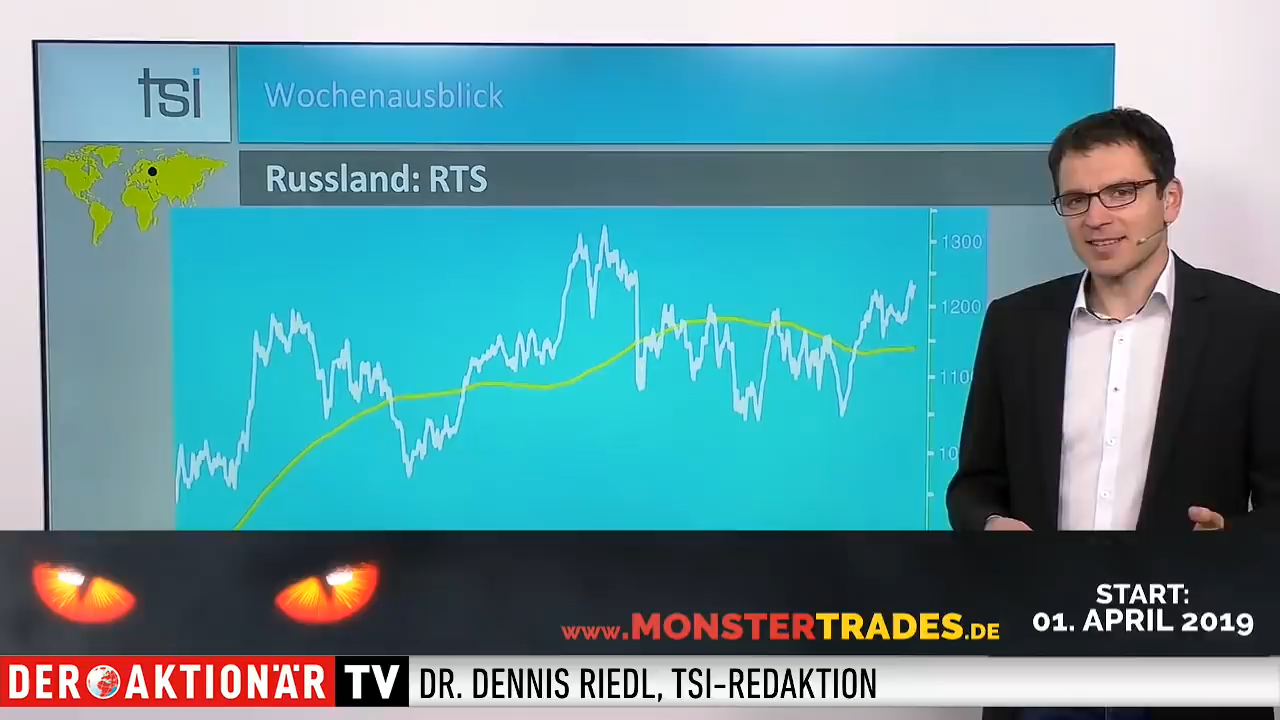 tsi
Wochenausblick
Russland: RTS
1300
1200
1100
10
START:
01. APRIL 2019
www.MONSTERTRADES.DE
DER AKTIONÄR TV
DR. DENNIS RIEDL, TSI-REDAKTION